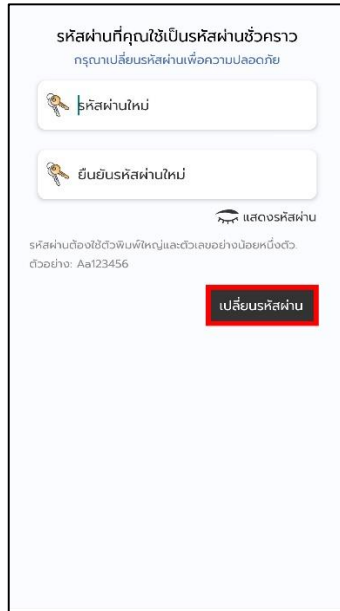 รหัสผ่านที่คุณใช้เป็นรหัสผ่านชั่วคราว
กรุณาเปลี่ยนรหัสผ่านเพื่อความปลอดภัย
รหัสผ่านใหม่
ยืนยันรหัสผ่านใหม่
แสดงรหัสผ่าน
รหัสผ่านต้องใช้ตัวพิมพ์ใหญ่และตัวเลขอย่างน้อยหนึ่งตัว.
ตัวอย่าง: Aa123456
เปลี่ยนรหัสผ่าน